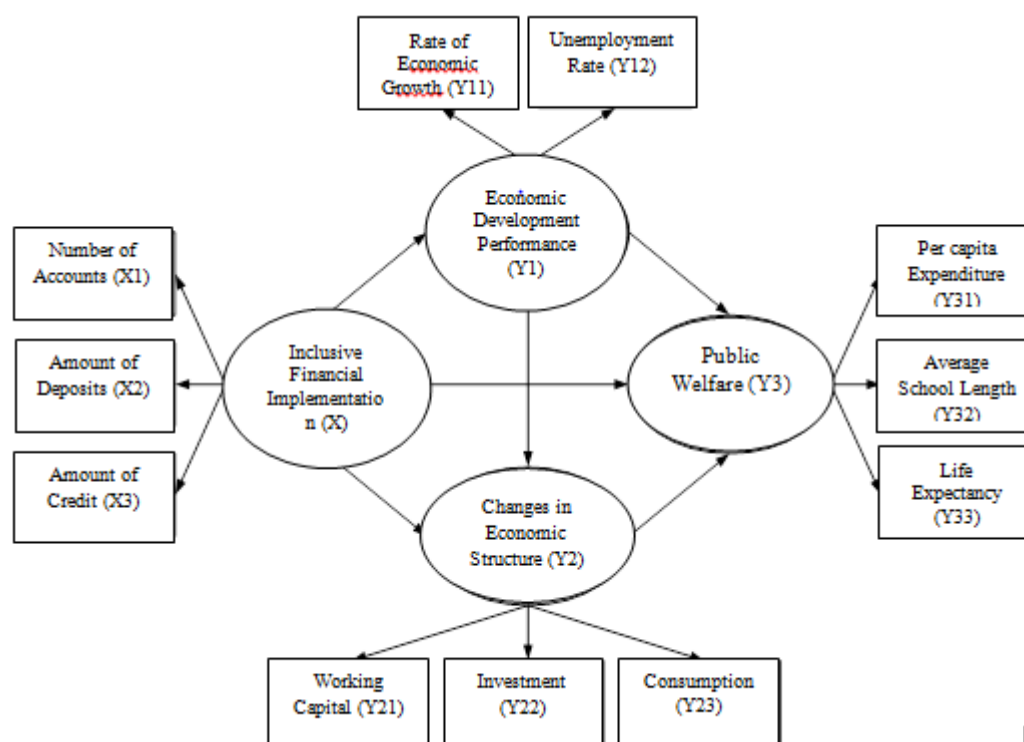 Rate of
Economic
Growth (Y11)
Unemployment
Rate (Y12)
Economic
Development
Performance
(Y1)
Number of
Accounts (X1)
Amount of
Deposits (X2)
Amount of
Credit (X3)
Inclusive
Financial
Implementatio
n (X)
Public
Welfare (Y3)
Per capita
Expenditure
(Y31)
Average
School Length
(Y32)
Life
Expectancy
(Y33)
Changes in
Economic
Structure (Y2)
Working
Capital (Y21)
Investment
(Y22)
Consumption
(Y23)